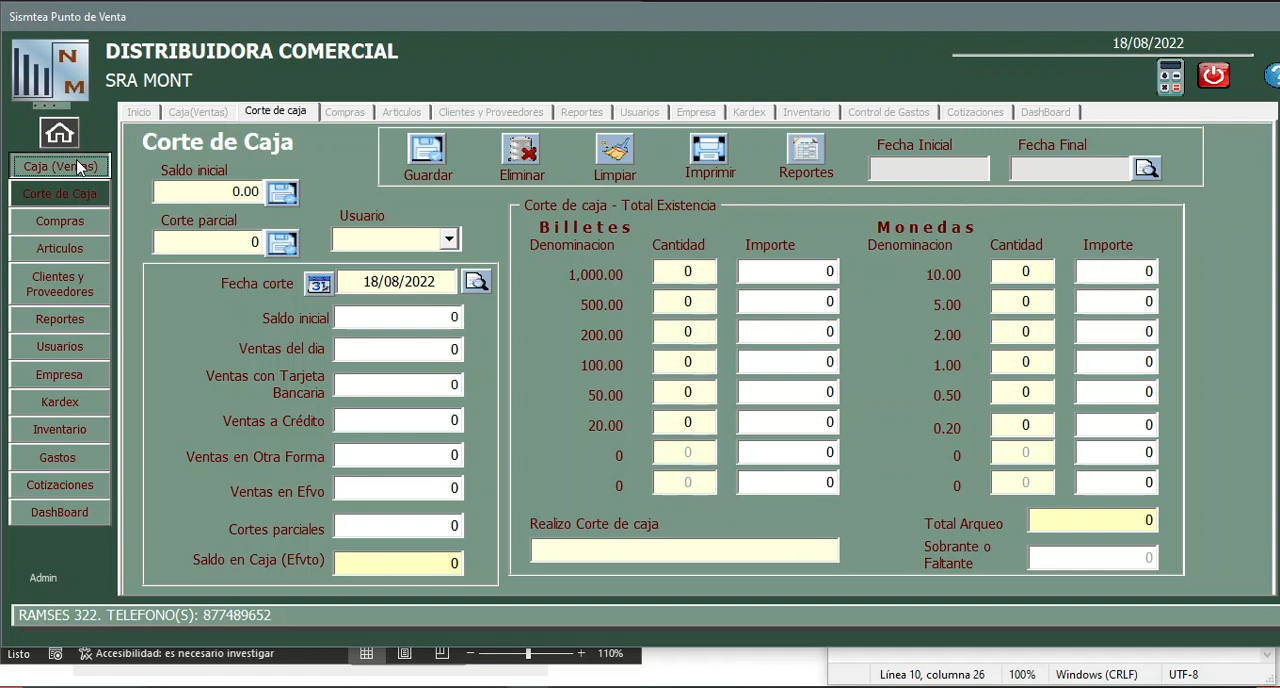 Sismtea Punto de Venta
N
M
DISTRIBUIDORA COMERCIAL
SRA MONT
18/08/2022
Inicio | Caja(Ventas) | Corte de caja | Compras | Articulos | Clientes y Proveedores | Reportes | Usuarios | Empresa | Kardex | Inventario | Control de Gastos | Cotizaciones | DashBoard
Caja (Ventas)
Corte de Caja
Compras
Articulos
Clientes y
Proveedores
Reportes
Usuarios
Empresa
Kardex
Inventario
Gastos
Cotizaciones
DashBoard
Admin
Corte de Caja
Saldo inicial
0.00
Corte parcial
0
Usuario
Guardar
Eliminar
Limpiar
Imprimir
Reportes
Fecha Inicial
Fecha Final
Fecha corte 31 18/08/2022
Saldo inicial 0
Ventas del dia 0
Ventas con Tarjeta
Bancaria 0
Ventas a Crédito 0
Ventas en Otra Forma 0
Ventas en Efvo 0
Cortes parciales 0
Saldo en Caja (Efvto) 0
Corte de caja - Total Existencia
Billetes
Denominacion Cantidad Importe
1,000.00 0 0
500.00 0 0
200.00 0 0
100.00 0 0
50.00 0 0
20.00 0 0
0 0 0
0 0 0
Monedas
Denominacion Cantidad Importe
10.00 0 0
5.00 0 0
2.00 0 0
1.00 0 0
0.50 0 0
0.20 0 0
0 0 0
0 0 0
Realizo Corte de caja
Total Arqueo 0
Sobrante o
Faltante 0
RAMSES 322. TELEFONO(S): 877489652
Listo Accesibilidad: es necesario investigar − + 110%
Línea 10, columna 26 100% Windows (CRLF) UTF-8